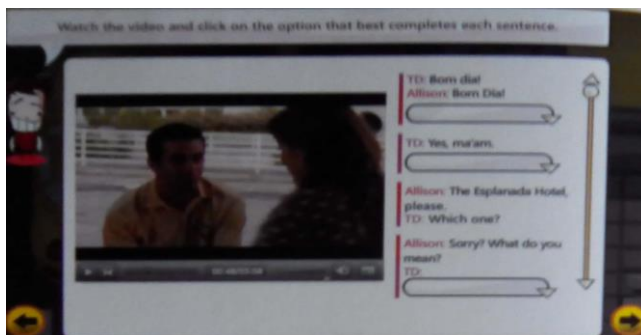 Watch the video and click on the option that best completes each sentence.
TD: Bom dia!
Allison: Bom Dia!
TD: Yes, ma'am.
Allison: The Esplanada Hotel,
please.
TD: Which one?
Allison: Sorry? What do you
mean?
TD: